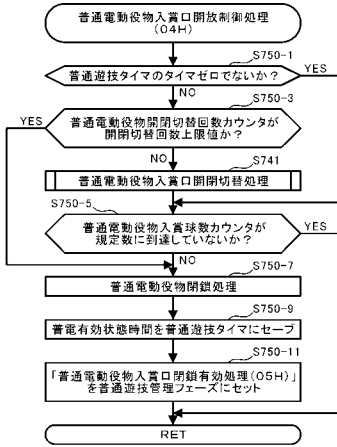 普通電動役物入賞口開放制御処理
(04H)
S750-1
普通遊技タイマのタイマゼロでないか?
YES
NO
S750-3
YES
普通電動役物開閉切替回数カウンタが
開閉切替回数上限値か?
NO
S741
普通電動役物入賞口開閉切替処理
S750-5
普通電動役物入賞球数カウンタが
規定数に到達していないか?
YES
NO
S750-7
普通電動役物閉鎖処理
S750-9
普電有効状態時間を普通遊技タイマにセーブ
S750-11
「普通電動役物入賞口閉鎖有効処理(05H)」
を普通遊技管理フェーズにセット
RET